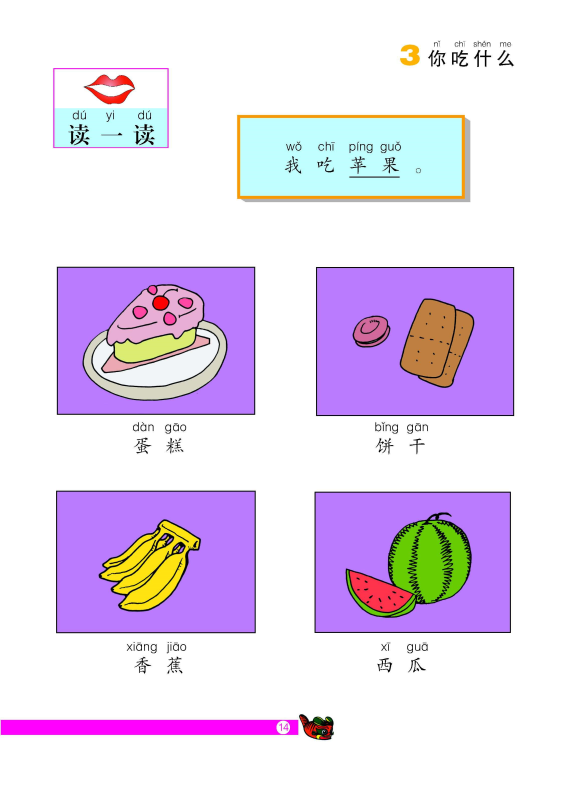 nǐ chī shén me
3 你吃什么
dú yi dú
读一读
wǒ chī píng guǒ
我吃苹果。
dàn gāo
蛋糕
bǐng gān
饼干
xiāng jiāo
香蕉
xī guā
西瓜
14